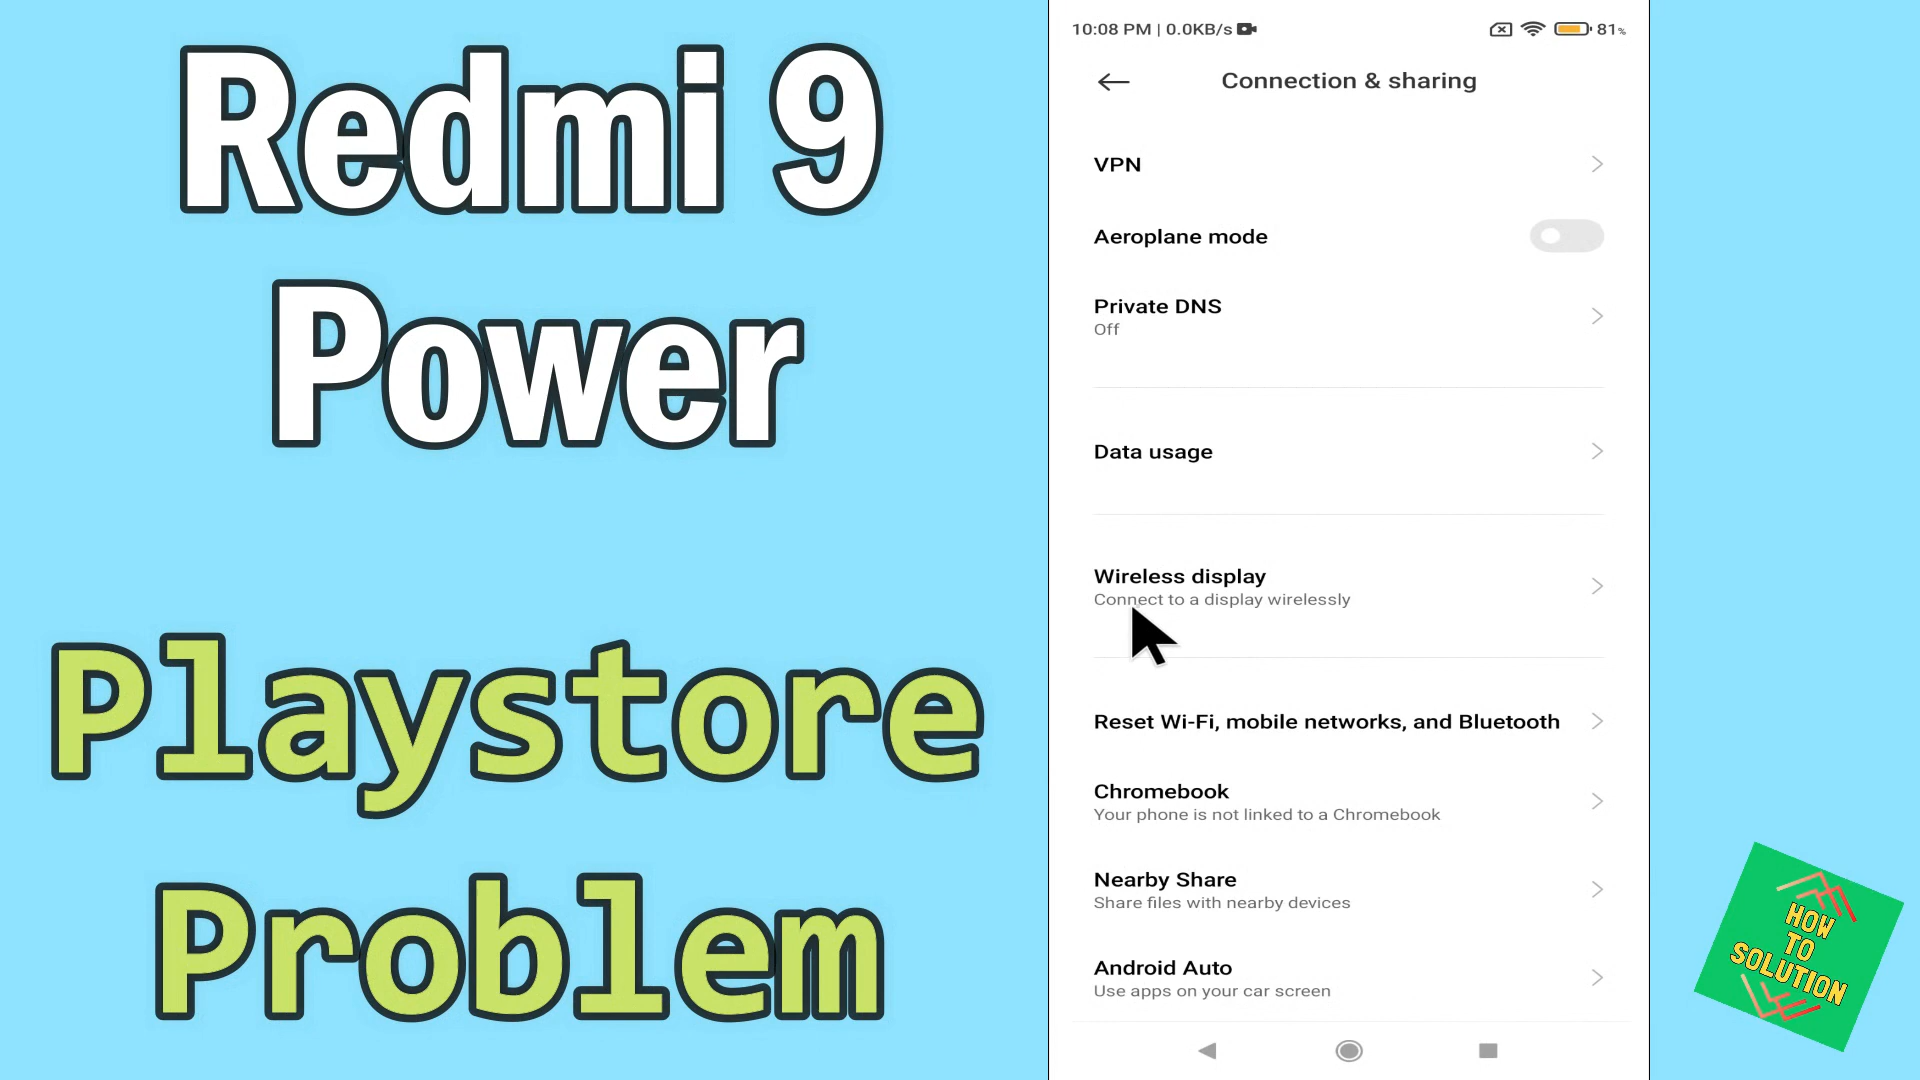 Redmi 9
Power
Playstore
Problem
10:08 PM | 0.0KB/s
81%
Connection & sharing
VPN
Aeroplane mode
Private DNS
Off
Data usage
Wireless display
Connect to a display wirelessly
Reset Wi-Fi, mobile networks, and Bluetooth
Chromebook
Your phone is not linked to a Chromebook
Nearby Share
Share files with nearby devices
Android Auto
Use apps on your car screen
HOW
TO
SOLUTION